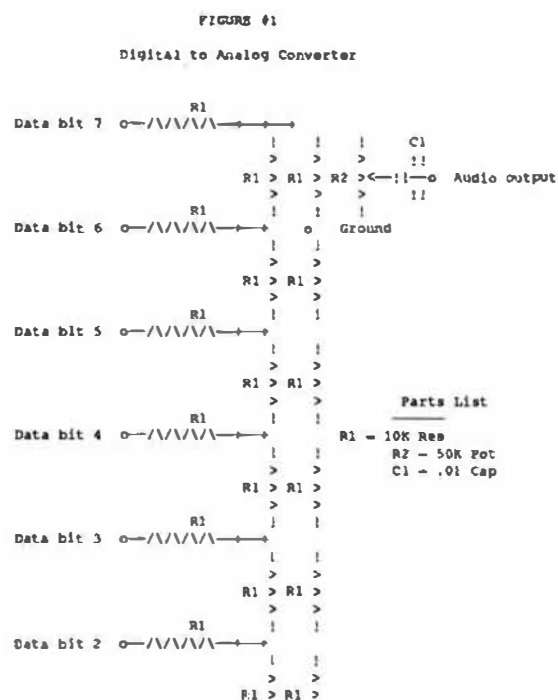 FIGURE #1
Digital to Analog Converter
R1
Data bit 7
C1
R1 R1 R2 Audio output
R1
Data bit 6 Ground
R1 R1
R1
Data bit 5
R1 R1
Parts List
R1
Data bit 4 R1 - 10K Res
R2 - 50K Pot
C1 - .01 Cap
R1 R1
R1
Data bit 3
R1 R1
R1
Data bit 2
R1 R1